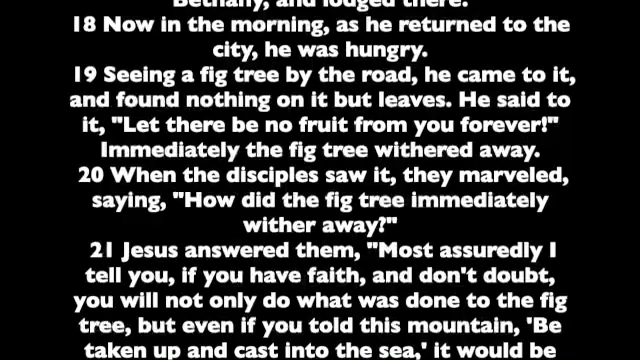 Bethany, and lodged there.
18 Now in the morning, as he returned to the
city, he was hungry.
19 Seeing a fig tree by the road, he came to it,
and found nothing on it but leaves. He said to
it, "Let there be no fruit from you forever!"
Immediately the fig tree withered away.
20 When the disciples saw it, they marveled,
saying, "How did the fig tree immediately
wither away?"
21 Jesus answered them, "Most assuredly I
tell you, if you have faith, and don't doubt,
you will not only do what was done to the fig
tree, but even if you told this mountain, 'Be
taken up and cast into the sea,' it would be